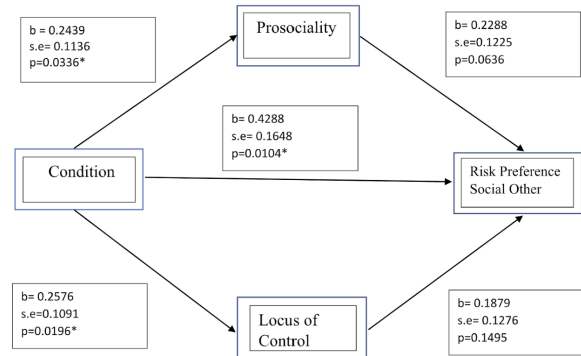 b = 0.2439
s.e= 0.1136
p=0.0336*
Prosociality
b= 0.2288
s.e=0.1225
p=0.0636
b= 0.4288
s.e= 0.1648
p=0.0104*
Condition
Risk Preference
Social Other
b= 0.2576
s.e= 0.1091
p=0.0196*
Locus of
Control
b= 0.1879
s.e= 0.1276
p=0.1495